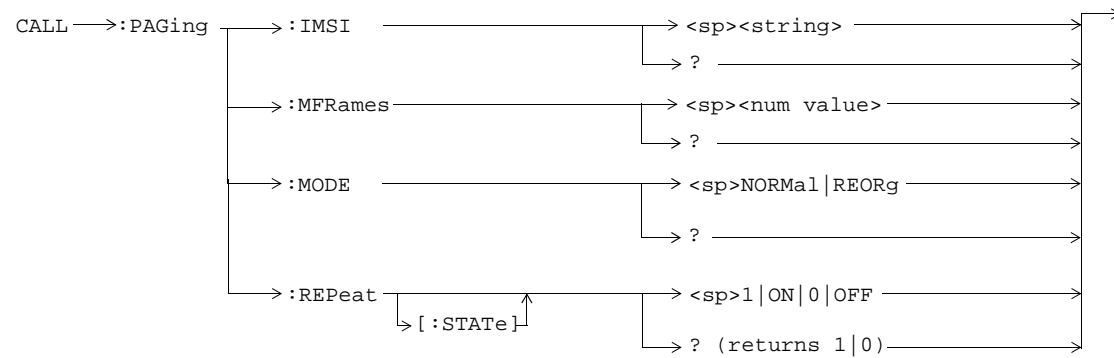 CALL :PAGing :IMSI <sp><string>
?
:MFRames <sp><num value>
?
:MODE <sp>NORMal|REORg
?
:REPeat <sp>1|ON|0|OFF
[:STATe]
? (returns 1|0)